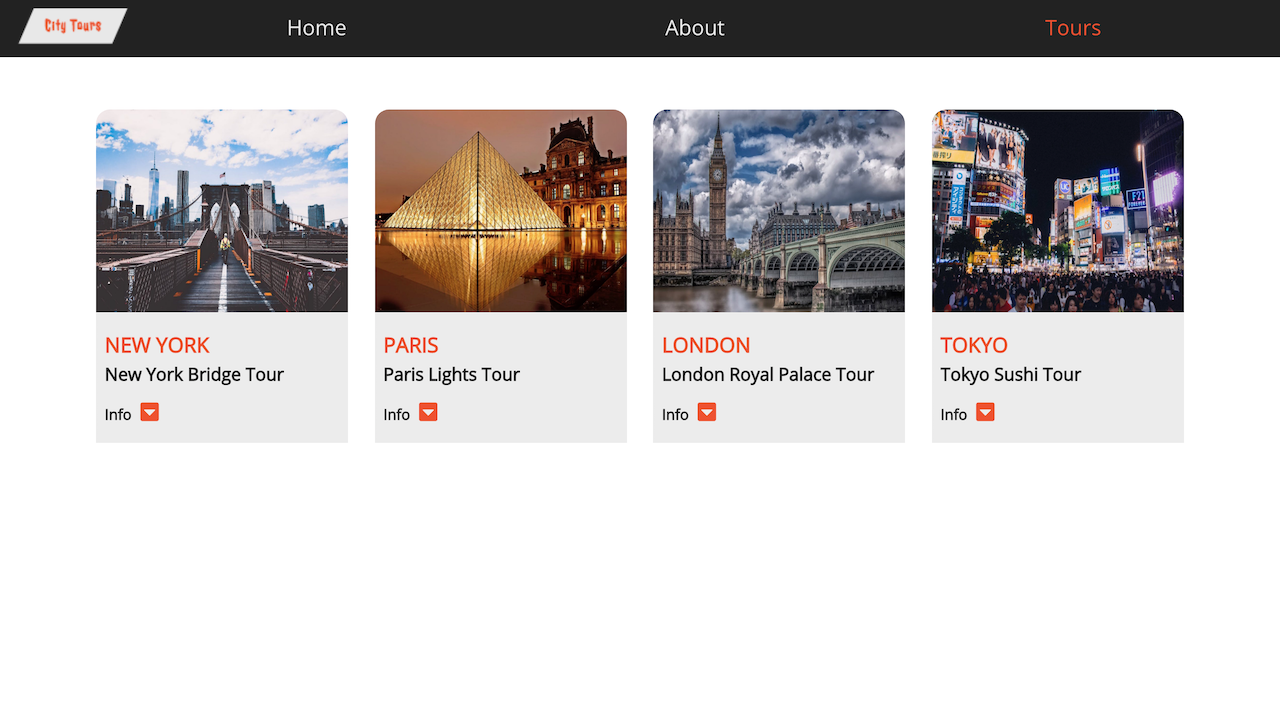 City Tours
Home
About
Tours
NEW YORK
New York Bridge Tour
Info
PARIS
Paris Lights Tour
Info
LONDON
London Royal Palace Tour
Info
TOKYO
Tokyo Sushi Tour
Info